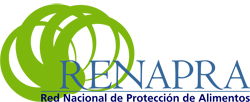 RENAPRA
Red Nacional de Protección de Alimentos